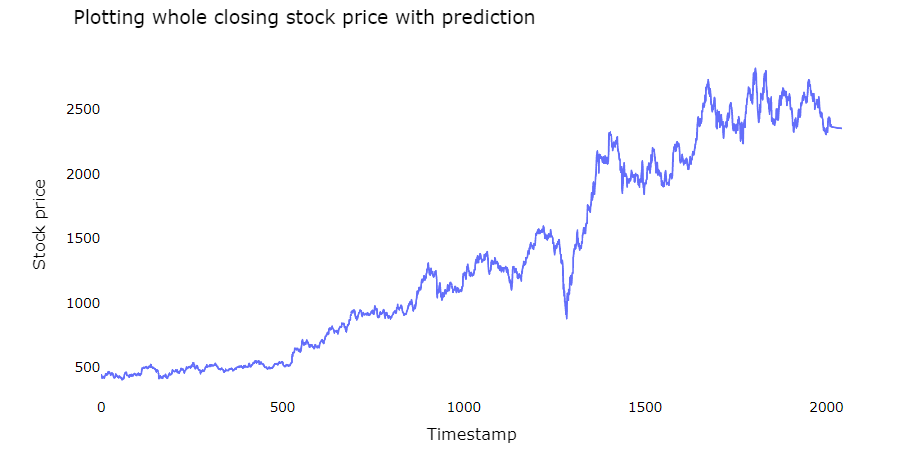 Plotting whole closing stock price with prediction
2500
2000
1500
1000
500
Stock price
0 500 1000 1500 2000
Timestamp